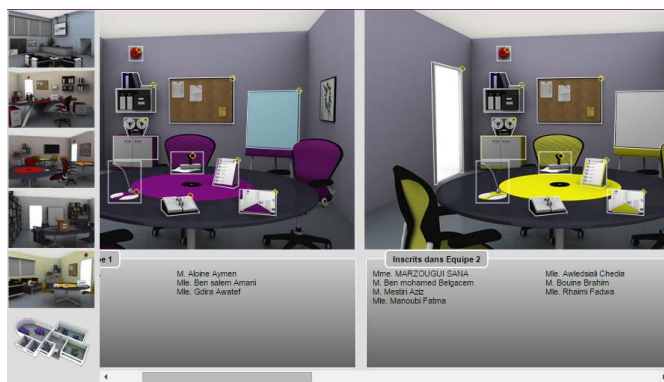 pe 1
M. Aloine Aymen
Mlle. Ben salem Amani
Mlle. Gdira Awatef
Inscrits dans Equipe 2
Mme. MARZOUGUI SANA
M. Ben mohamed Belgacem
M. Mestiri Aziz
Mlle. Manoubi Fatma
Mlle. Awledsiali Chedia
M. Bouine Brahim
Mlle. Rhaimi Fadwa